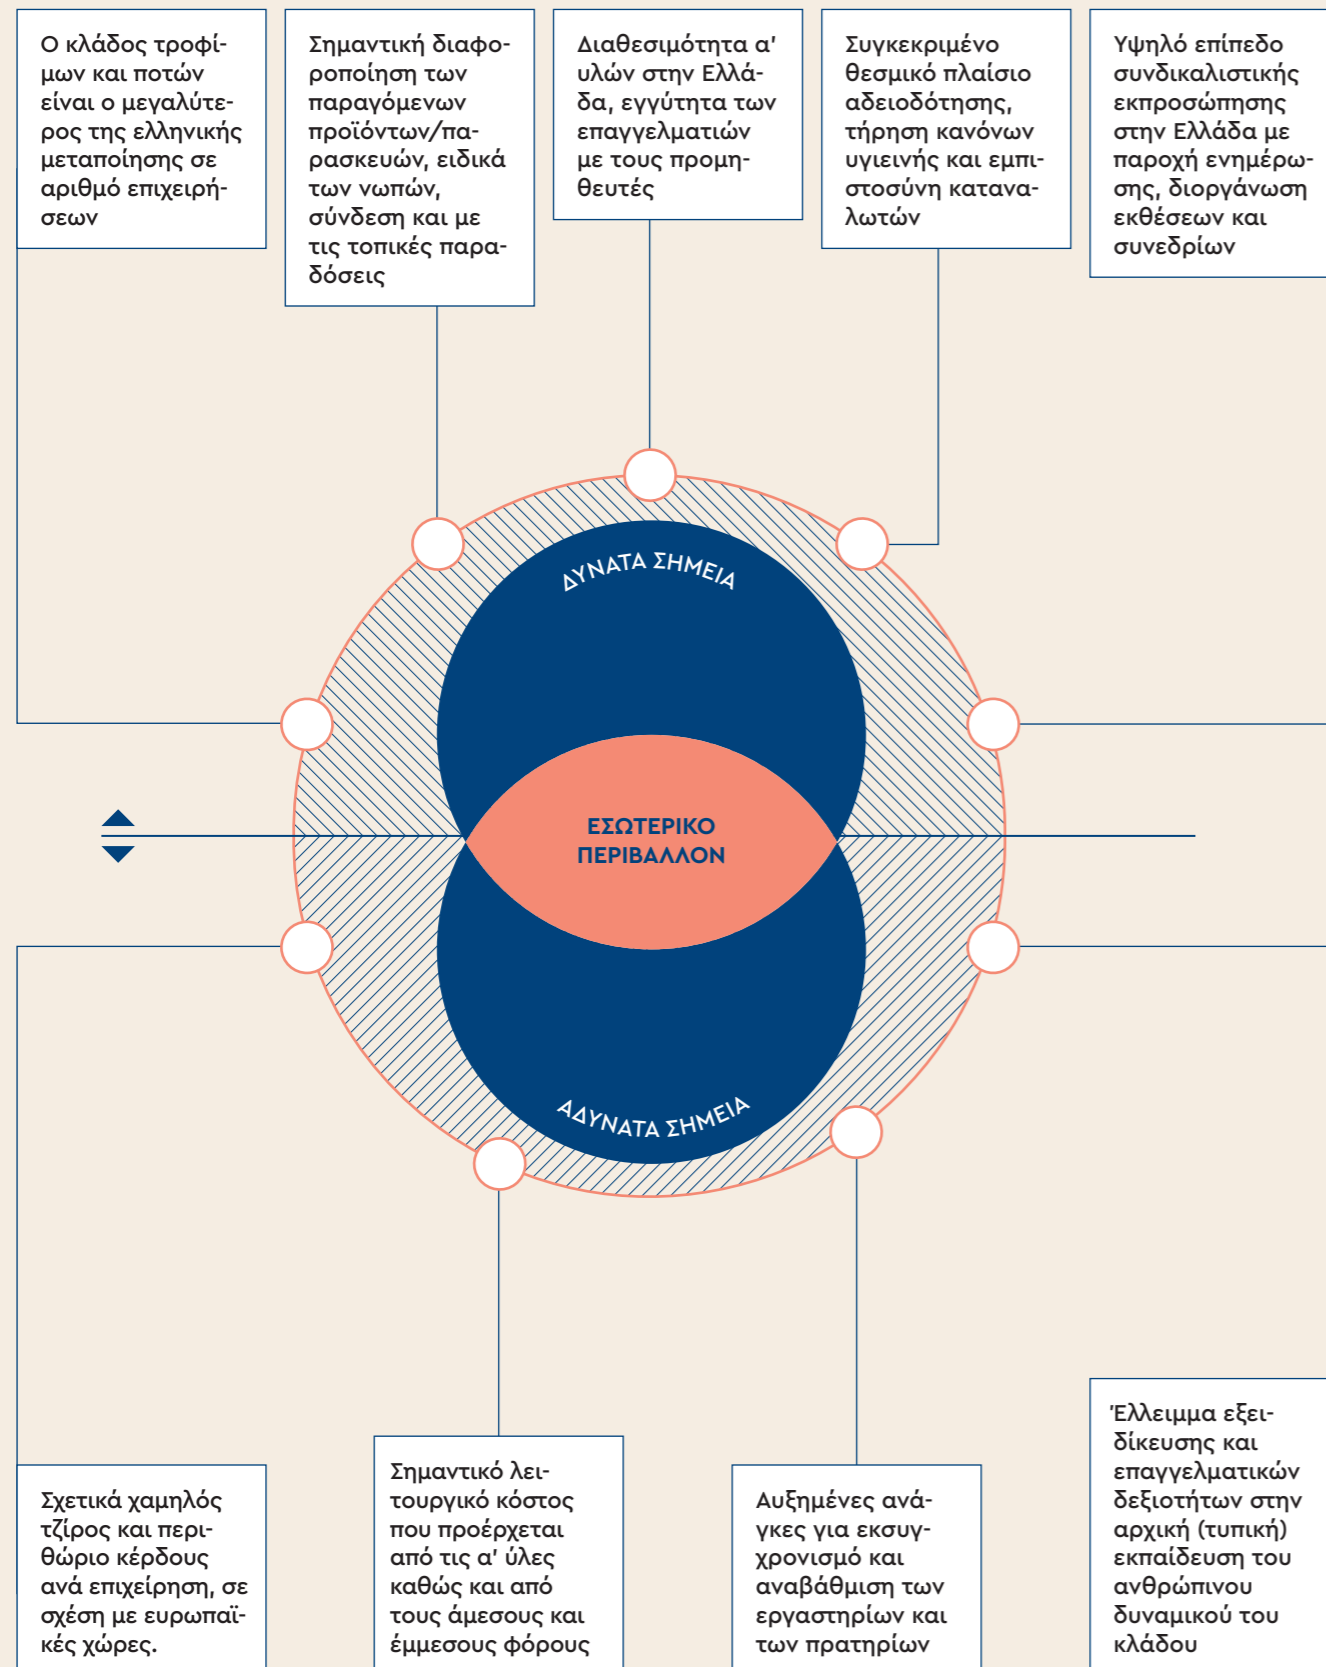 Ο κλάδος τροφί-
μων και ποτών
είναι ο μεγαλύτε-
ρος της ελληνικής
μεταποίησης σε
αριθμό επιχειρή-
σεων
Σημαντική διαφο-
ροποίηση των
παραγόμενων
προϊόντων/πα-
ρασκευών, ειδικά
των νωπών,
σύνδεση και με
τις τοπικές παρα-
δόσεις
Διαθεσιμότητα α'
υλών στην Ελλά-
δα, εγγύτητα των
επαγγελματιών
με τους προμη-
θευτές
Συγκεκριμένο
θεσμικό πλαίσιο
αδειοδότησης,
τήρηση κανόνων
υγιεινής και εμπι-
στοσύνη κατανα-
λωτών
Υψηλό επίπεδο
συνδικαλιστικής
εκπροσώπησης
στην Ελλάδα με
παροχή ενημέρω-
σης, διοργάνωση
εκθέσεων και
συνεδρίων
ΔΥΝΑΤΑ ΣΗΜΕΙΑ
ΕΣΩΤΕΡΙΚΟ
ΠΕΡΙΒΑΛΛΟΝ
ΑΔΥΝΑΤΑ ΣΗΜΕΙΑ
Σχετικά χαμηλός
τζίρος και περι-
θώριο κέρδους
ανά επιχείρηση, σε
σχέση με ευρωπαϊ-
κές χώρες.
Σημαντικό λει-
τουργικό κόστος
που προέρχεται
από τις α' ύλες
καθώς και από
τους άμεσους και
έμμεσους φόρους
Αυξημένες ανά-
γκες για εκσυγ-
χρονισμό και
αναβάθμιση των
εργαστηρίων και
των πρατηρίων
Έλλειμμα εξει-
δίκευσης και
επαγγελματικών
δεξιοτήτων στην
αρχική (τυπική)
εκπαίδευση του
ανθρώπινου
δυναμικού του
κλάδου